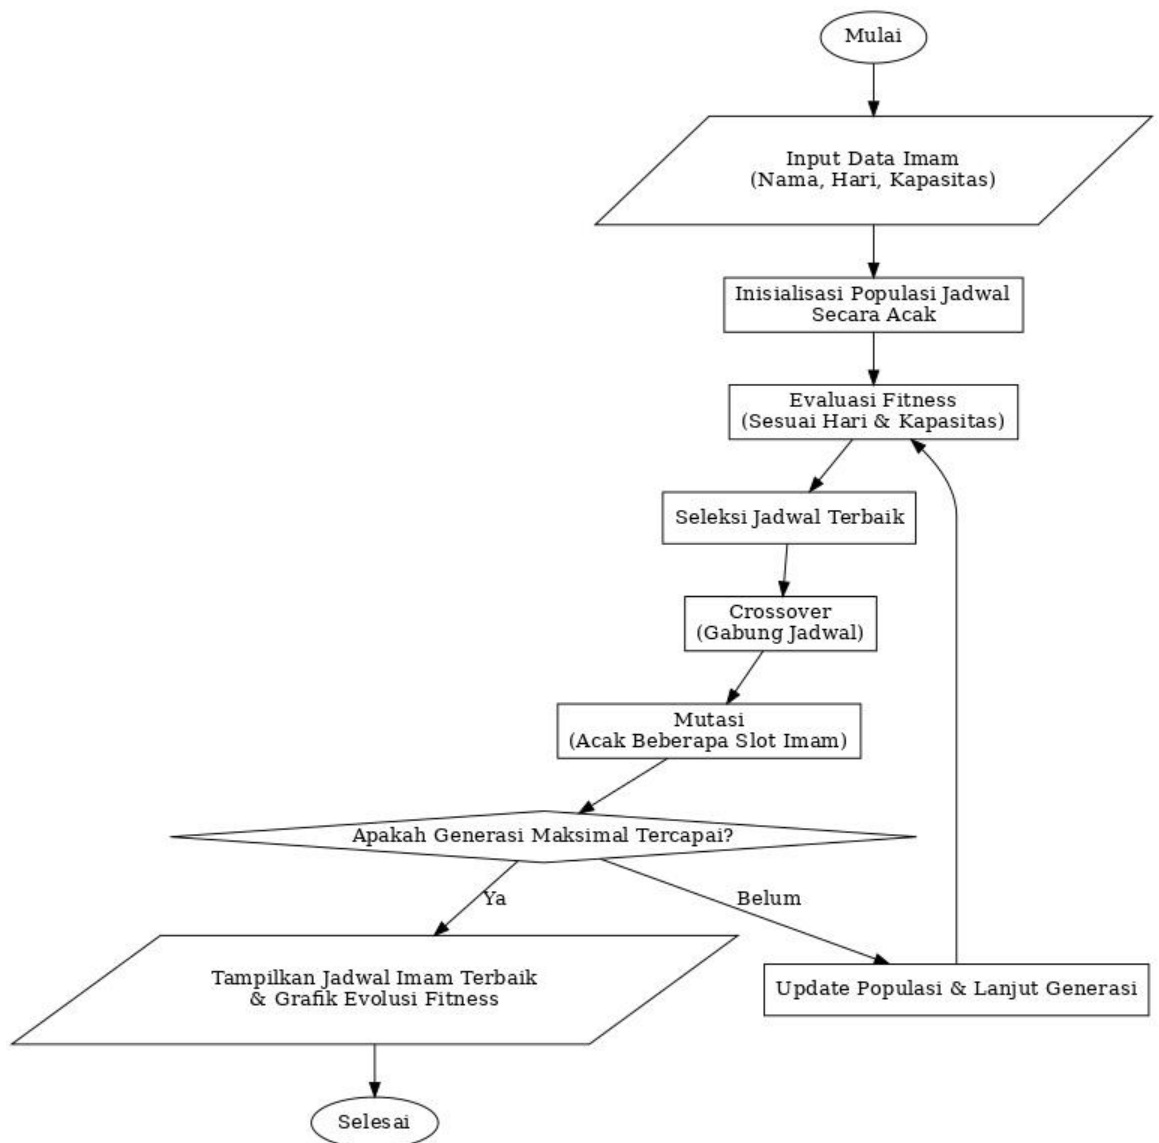 Mulai
Input Data Imam
(Nama, Hari, Kapasitas)
Inisialisasi Populasi Jadwal
Secara Acak
Evaluasi Fitness
(Sesuai Hari & Kapasitas)
Seleksi Jadwal Terbaik
Crossover
(Gabung Jadwal)
Mutasi
(Acak Beberapa Slot Imam)
Apakah Generasi Maksimal Tercapai?
Ya
Belum
Tampilkan Jadwal Imam Terbaik
& Grafik Evolusi Fitness
Update Populasi & Lanjut Generasi
Selesai